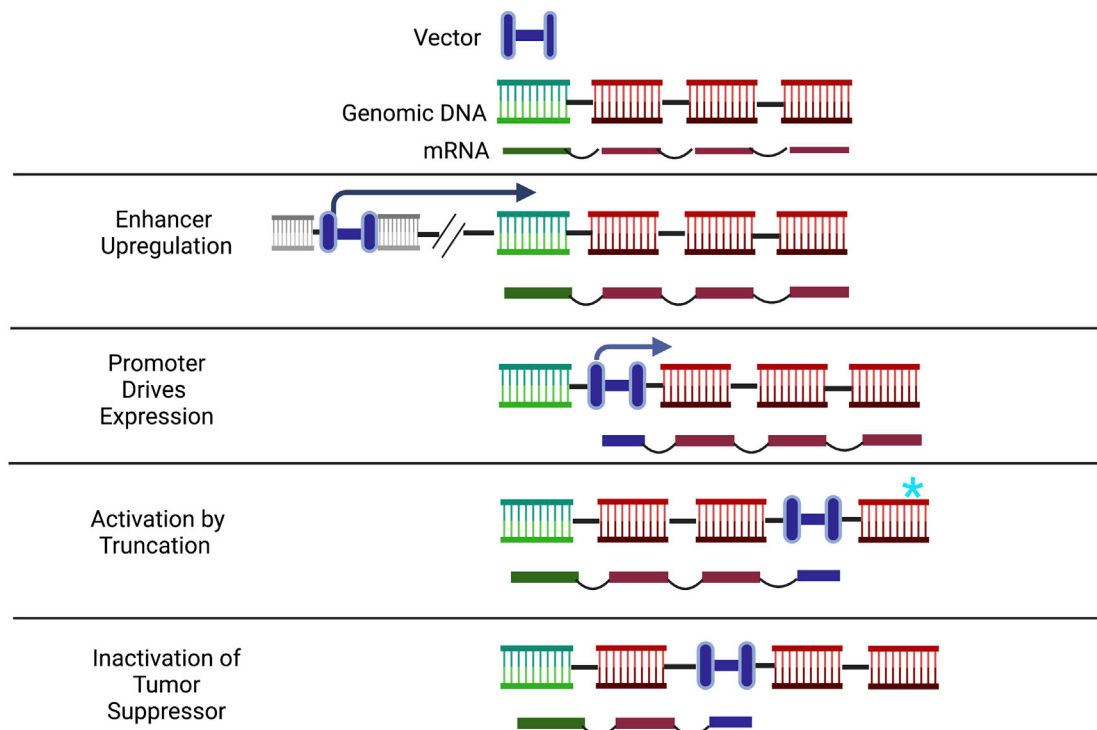 Vector
Genomic DNA
mRNA
Enhancer
Upregulation
Promoter
Drives
Expression
Activation by
Truncation
*
Inactivation of
Tumor
Suppressor